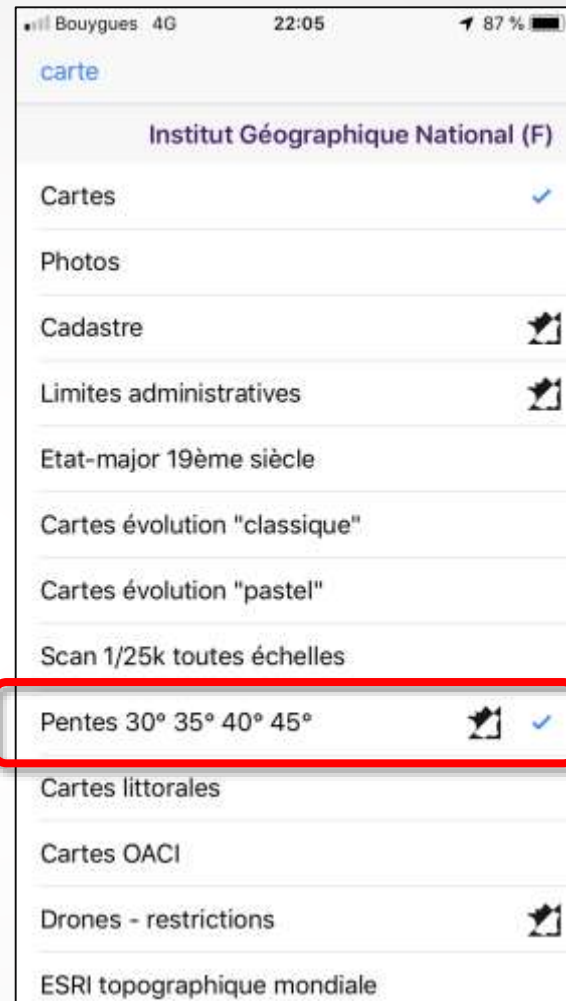 Bouygues 4G 22:05 87 %
carte
Institut Géographique National (F)
Cartes
Photos
Cadastre
Limites administratives
Etat-major 19ème siècle
Cartes évolution "classique"
Cartes évolution "pastel"
Scan 1/25k toutes échelles
Pentes 30° 35° 40° 45°
Cartes littorales
Cartes OACI
Drones - restrictions
ESRI topographique mondiale